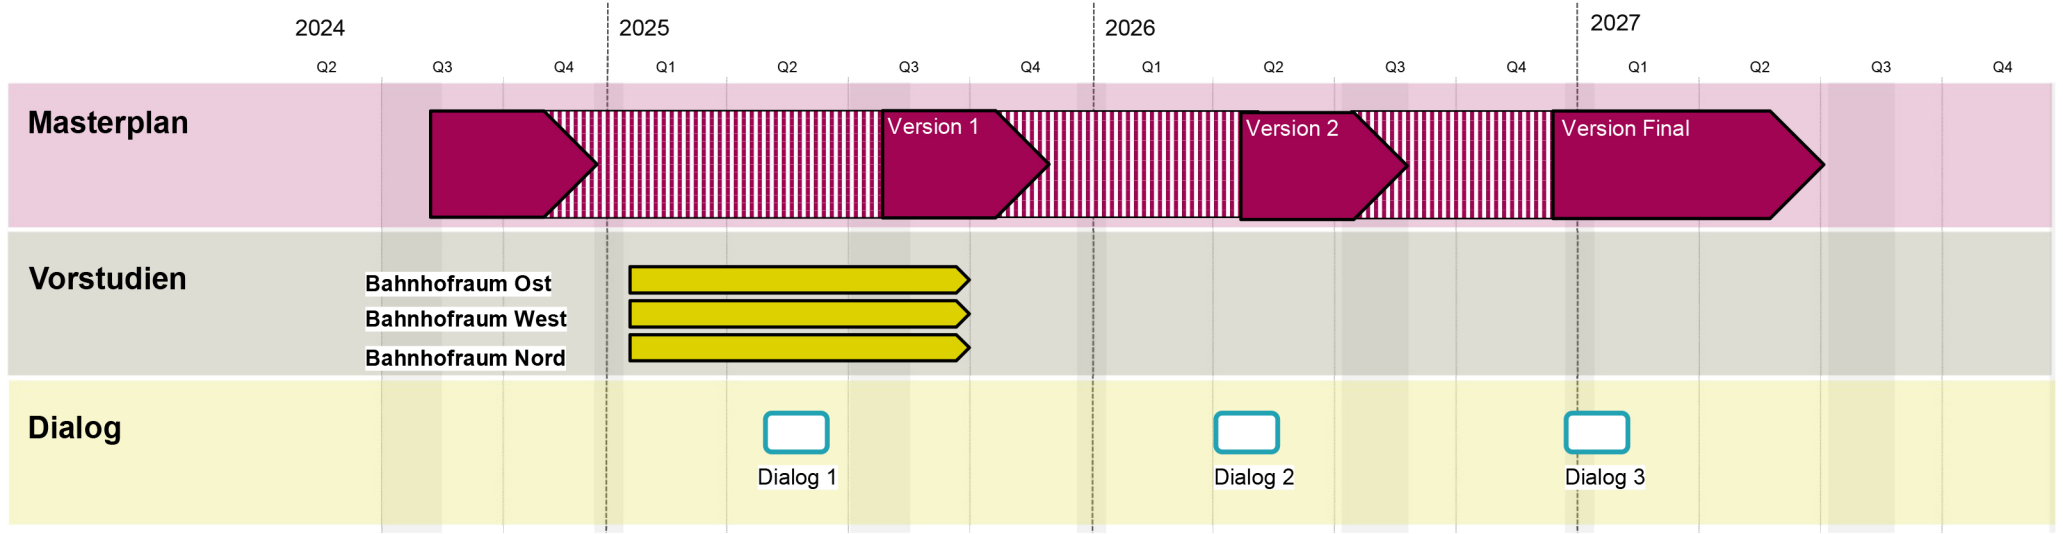 2024 2025 2026 2027
Q2 Q3 Q4 Q1 Q2 Q3 Q4 Q1 Q2 Q3 Q4 Q1 Q2 Q3 Q4
Masterplan
Version 1 Version 2 Version Final
Vorstudien
Bahnhofraum Ost
Bahnhofraum West
Bahnhofraum Nord
Dialog
Dialog 1 Dialog 2 Dialog 3